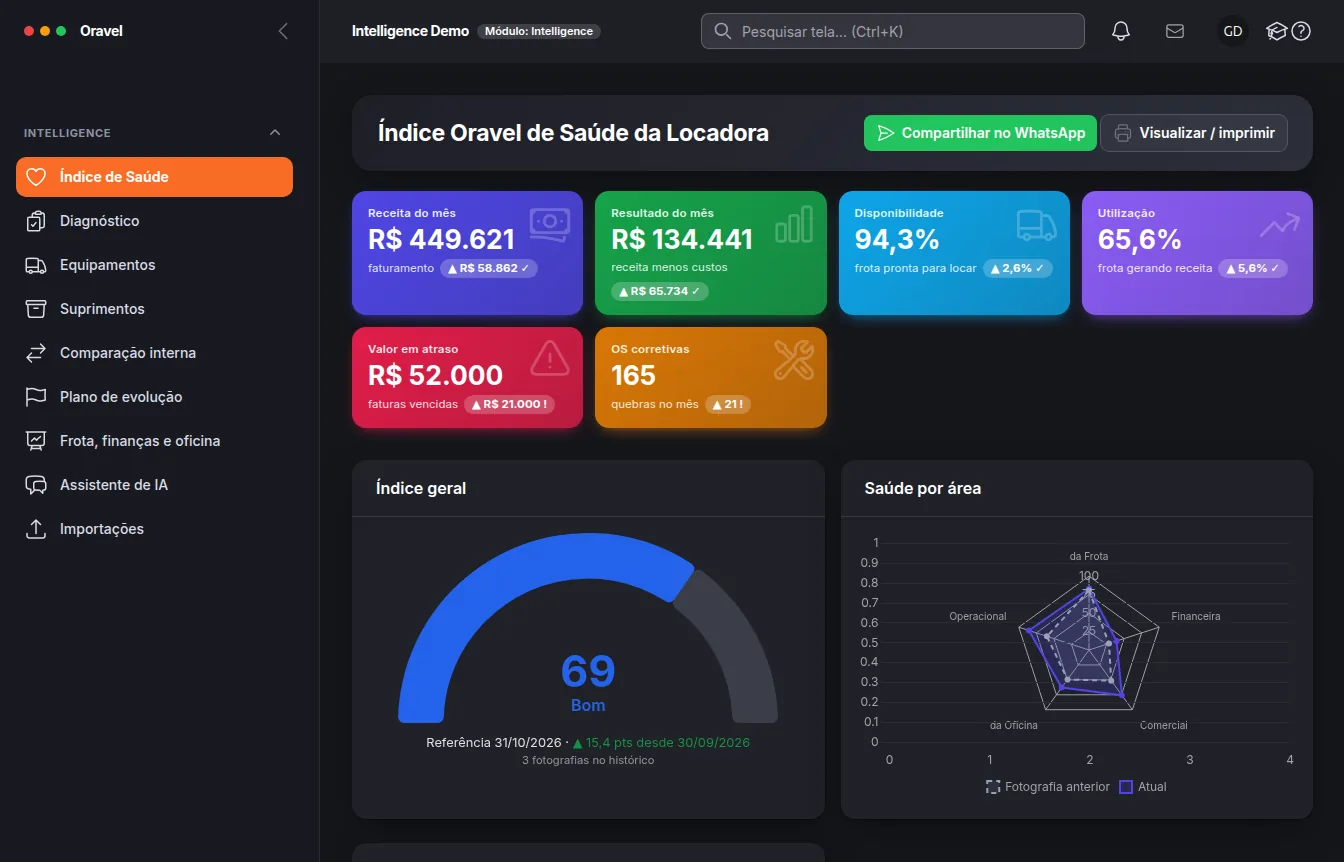 Oravel
Intelligence Demo
Módulo: Intelligence
Pesquisar tela... (Ctrl+K)
GD
INTELLIGENCE
Índice de Saúde
Diagnóstico
Equipamentos
Suprimentos
Comparação interna
Plano de evolução
Frota, finanças e oficina
Assistente de IA
Importações
Índice Oravel de Saúde da Locadora
Compartilhar no WhatsApp
Visualizar / imprimir
Receita do mês
R$ 449.621
faturamento ▲ R$ 58.862 ✓
Resultado do mês
R$ 134.441
receita menos custos
▲ R$ 65.734 ✓
Disponibilidade
94,3%
frota pronta para locar ▲ 2,6% ✓
Utilização
65,6%
frota gerando receita ▲ 5,6% ✓
Valor em atraso
R$ 52.000
faturas vencidas ▲ R$ 21.000 !
OS corretivas
165
quebras no mês ▲ 21 !
Índice geral
69
Bom
Referência 31/10/2026 · ▲ 15,4 pts desde 30/09/2026
3 fotografias no histórico
Saúde por área
1
0.9
0.8
0.7
0.6
0.5
0.4
0.3
0.2
0.1
0
0 1 2 3 4
da Frota
Financeira
Comercial
da Oficina
Operacional
100
75
50
25
Fotografia anterior
Atual